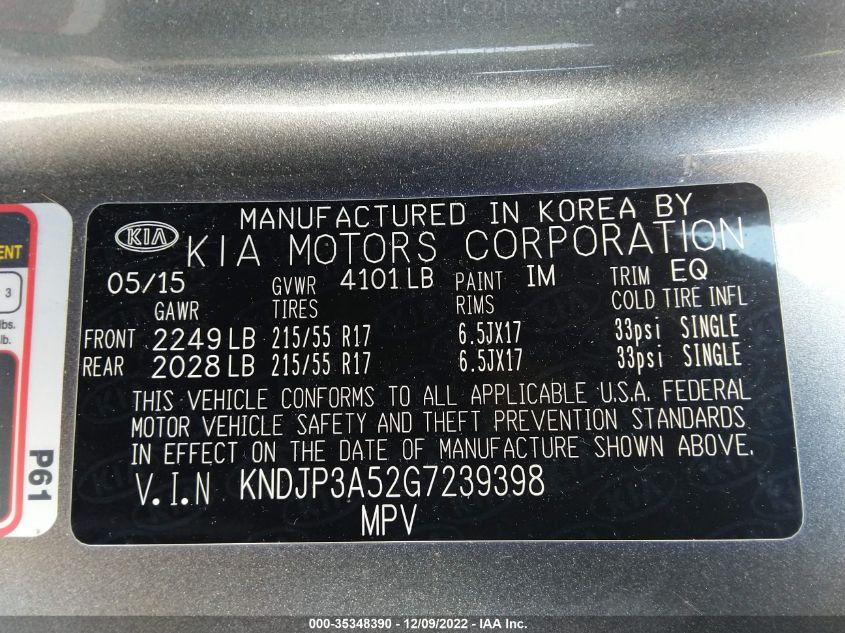 MANUFACTURED IN KOREA BY
KIA KIA MOTORS CORPORATION
05/15 GVWR 4101 LB PAINT IM TRIM EQ
GAWR TIRES RIMS COLD TIRE INFL
FRONT 2249 LB 215/55 R17 6.5JX17 33psi SINGLE
REAR 2028 LB 215/55 R17 6.5JX17 33psi SINGLE
THIS VEHICLE CONFORMS TO ALL APPLICABLE U.S.A. FEDERAL
MOTOR VEHICLE SAFETY AND THEFT PREVENTION STANDARDS
IN EFFECT ON THE DATE OF MANUFACTURE SHOWN ABOVE.
V.I.N KNDJP3A52G7239398
MPV
3
lbs.
lb.
P61
000-35348390 - 12/09/2022 - IAA Inc.